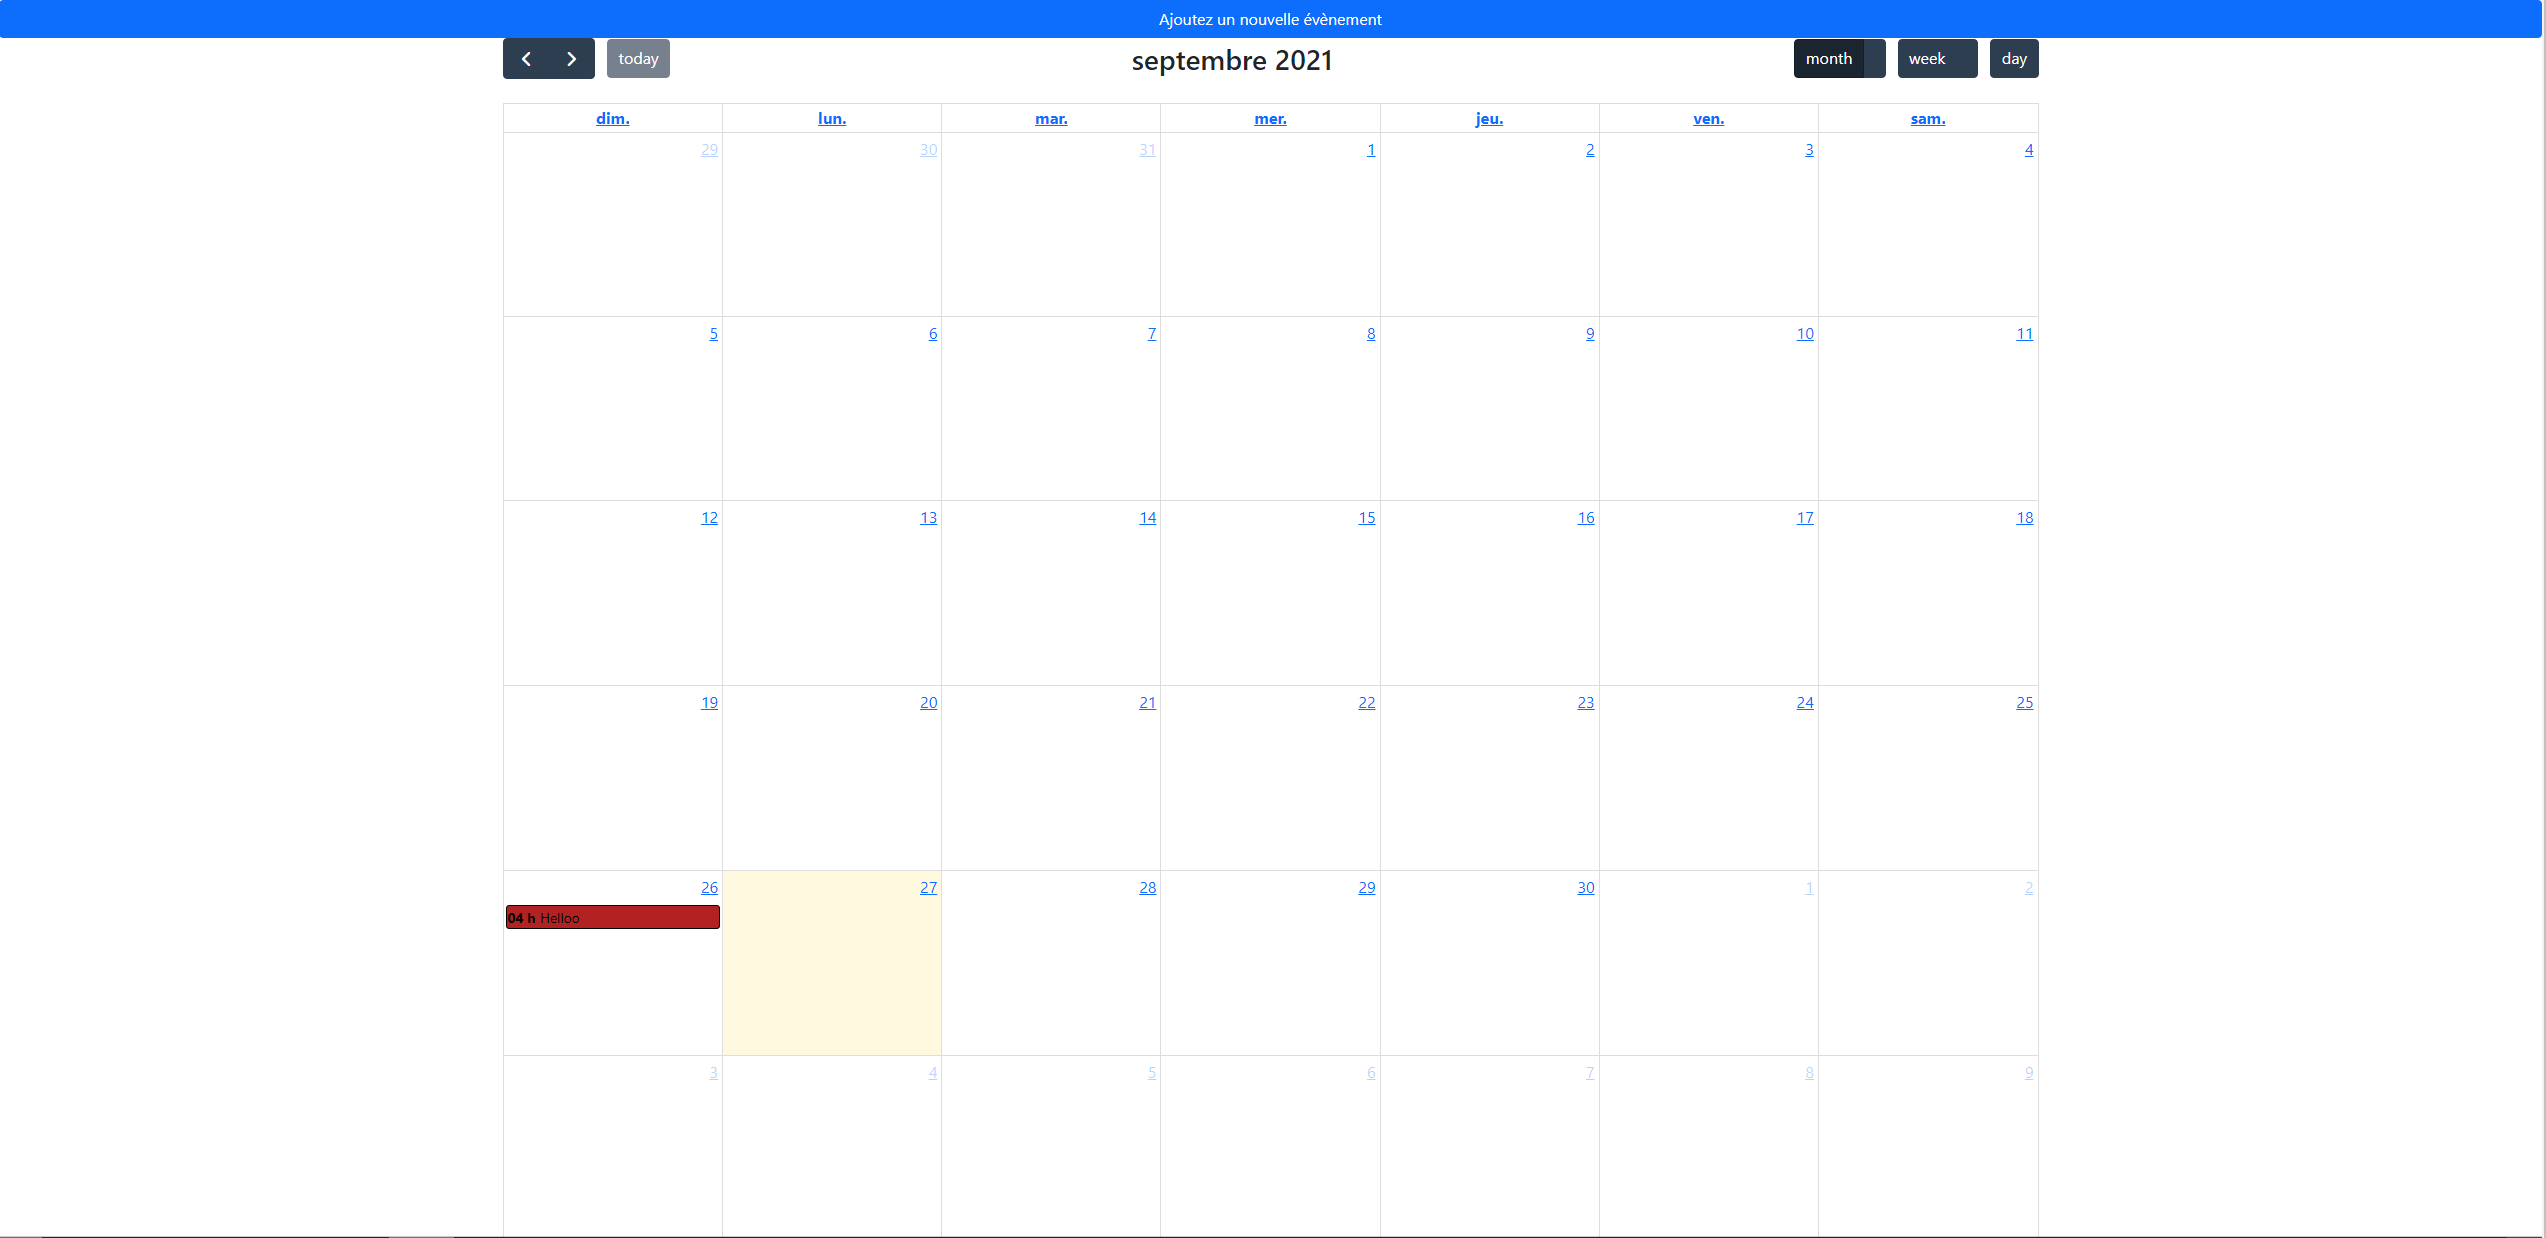 Ajoutez un nouvelle évènement
today septembre 2021 month week day
dim. lun. mar. mer. jeu. ven. sam.
29 30 31 1 2 3 4
5 6 7 8 9 10 11
12 13 14 15 16 17 18
19 20 21 22 23 24 25
26 27 28 29 30 1 2
04 h Helloo
3 4 5 6 7 8 9